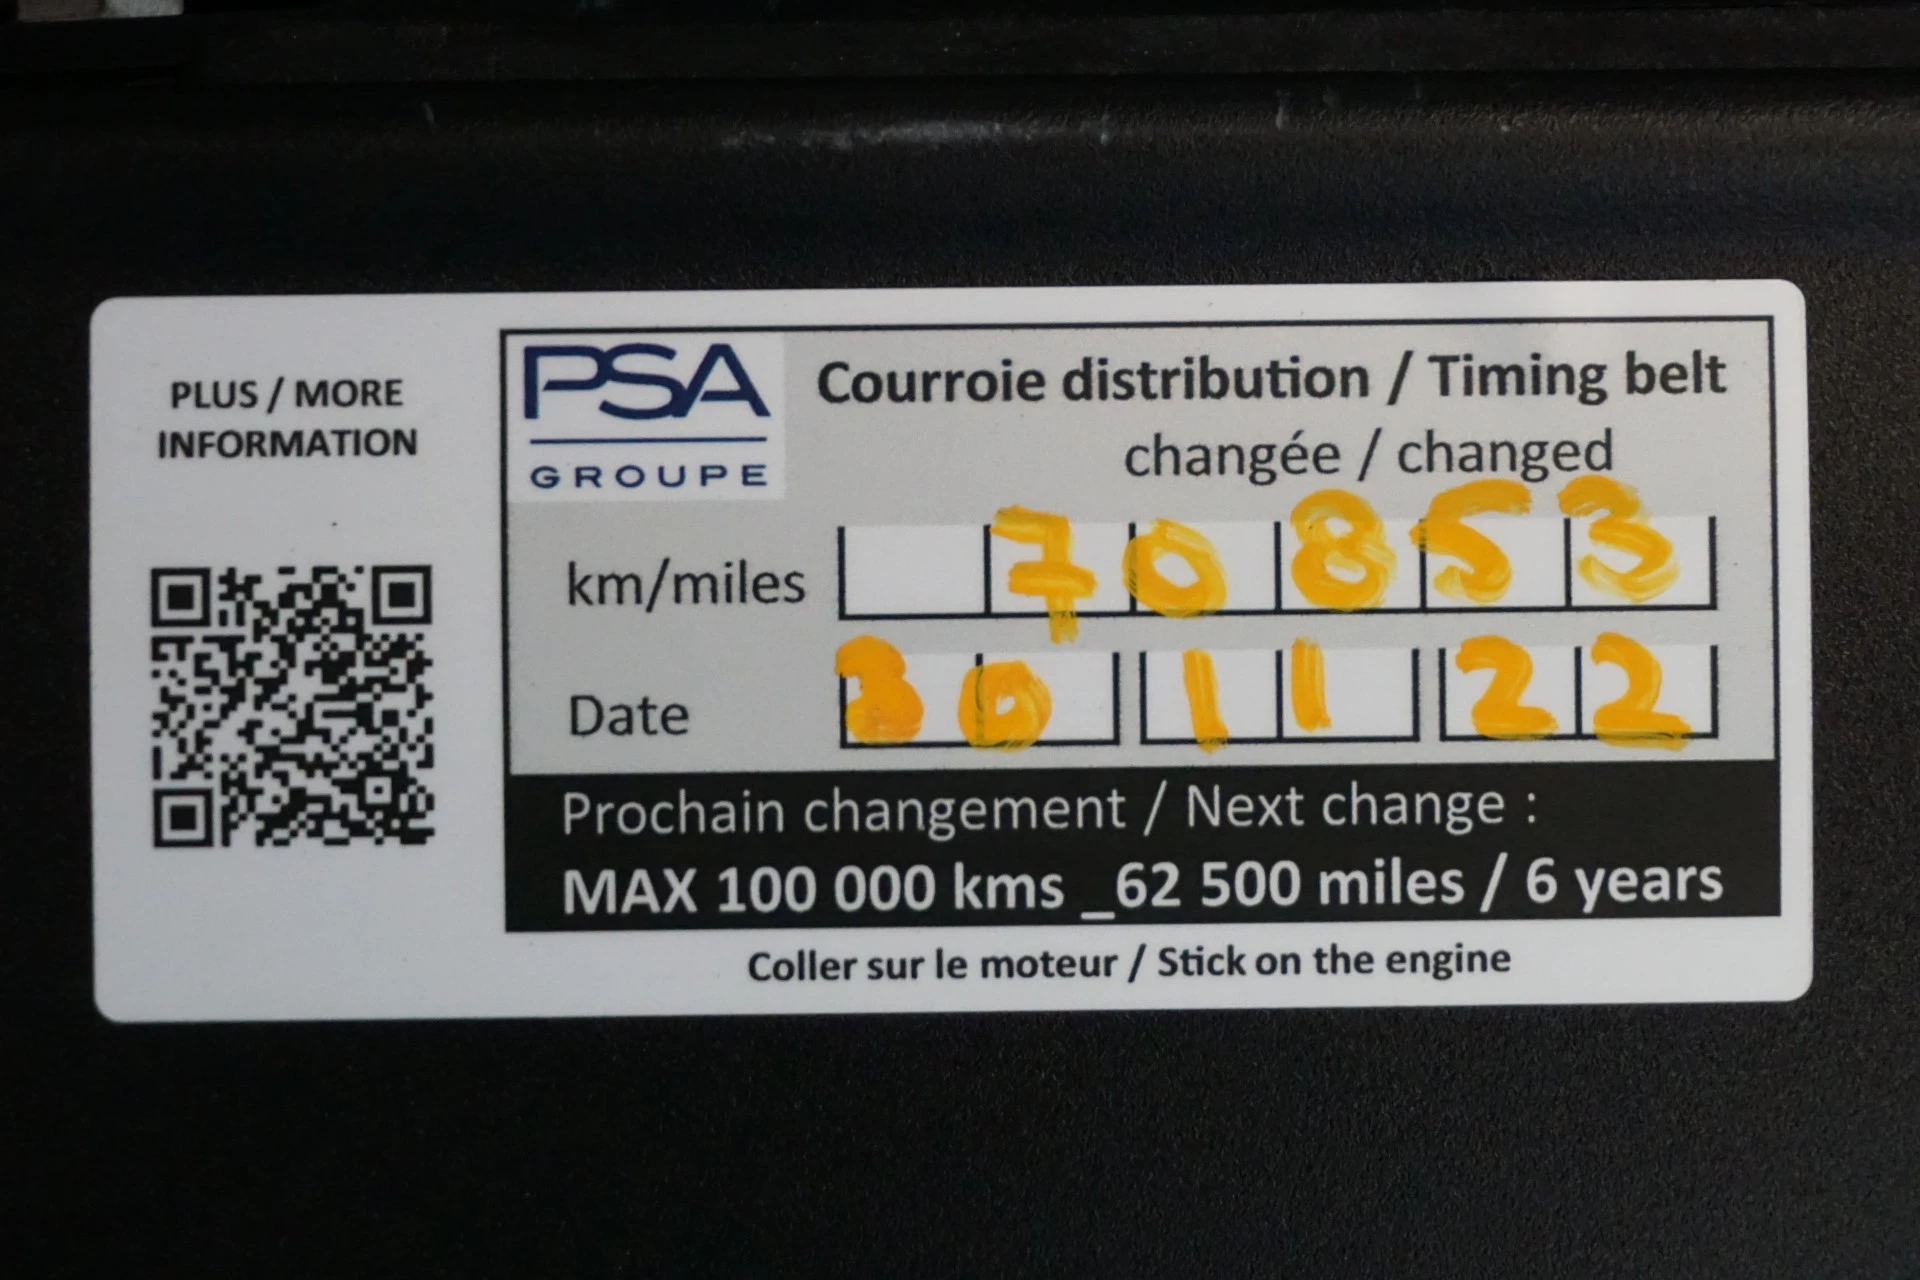 PLUS / MORE
INFORMATION
PSA
GROUPE
Courroie distribution / Timing belt
changée / changed
km/miles 70853
Date 30 11 22
Prochain changement / Next change :
MAX 100 000 kms _62 500 miles / 6 years
Coller sur le moteur / Stick on the engine